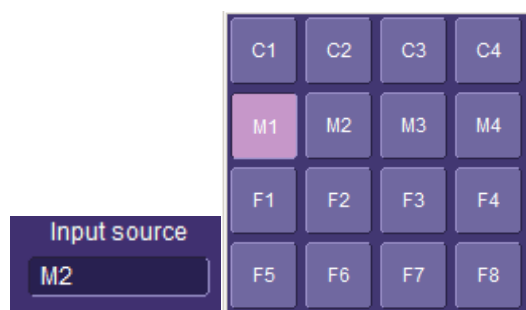 C1 C2 C3 C4
M1 M2 M3 M4
F1 F2 F3 F4
Input source
M2
F5 F6 F7 F8